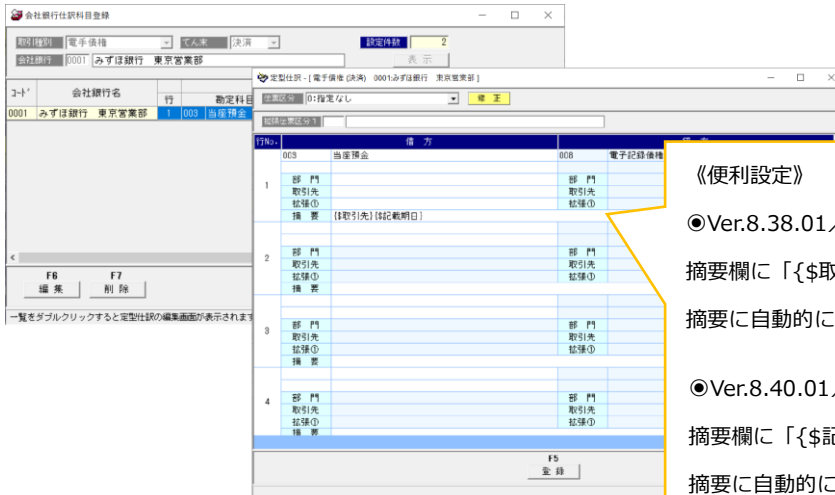 会社銀行仕訳科目登録
取引種別 電手債権 てん末 決済 設定件数 2
会社銀行 0001 みずほ銀行 東京営業部 表示
コード 会社銀行名 行 勘定科目
0001 みずほ銀行 東京営業部 1 003 当座預金
F6 F7
編集 削除
一覧をダブルクリックすると定型仕訳の編集画面が表示されます
定型仕訳 - [ 電手債権 (決済) 0001:みずほ銀行 東京営業部 ]
伝票区分 0:指定なし 修正
拡張伝票区分1
行No. 借方 貸方
003 当座預金 008 電子記録債権
1
部門 部門
取引先 取引先
拡張① 拡張①
摘要 {$取引先}{$記載期日}
2
部門 部門
取引先 取引先
拡張① 拡張①
摘要
3
部門 部門
取引先 取引先
拡張① 拡張①
摘要
4
部門 部門
取引先 取引先
拡張① 拡張①
摘要
F5
登録
《便利設定》
◉Ver.8.38.01
摘要欄に「{$取
摘要に自動的に
◉Ver.8.40.01
摘要欄に「{$記
摘要に自動的に